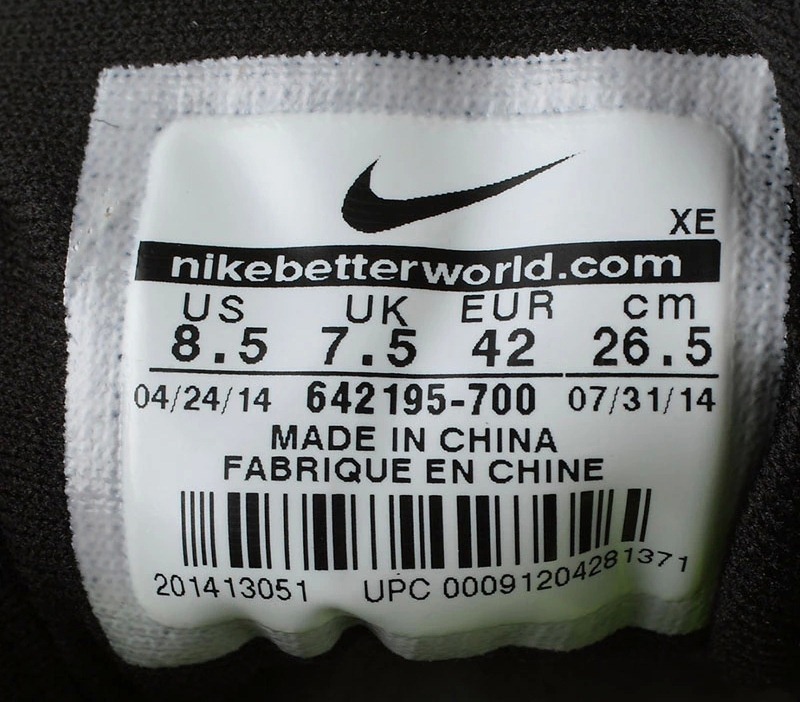 XE
nikebetterworld.com
US UK EUR cm
8.5 7.5 42 26.5
04/24/14 642195-700 07/31/14
MADE IN CHINA
FABRIQUE EN CHINE
201413051 UPC 00091204281371